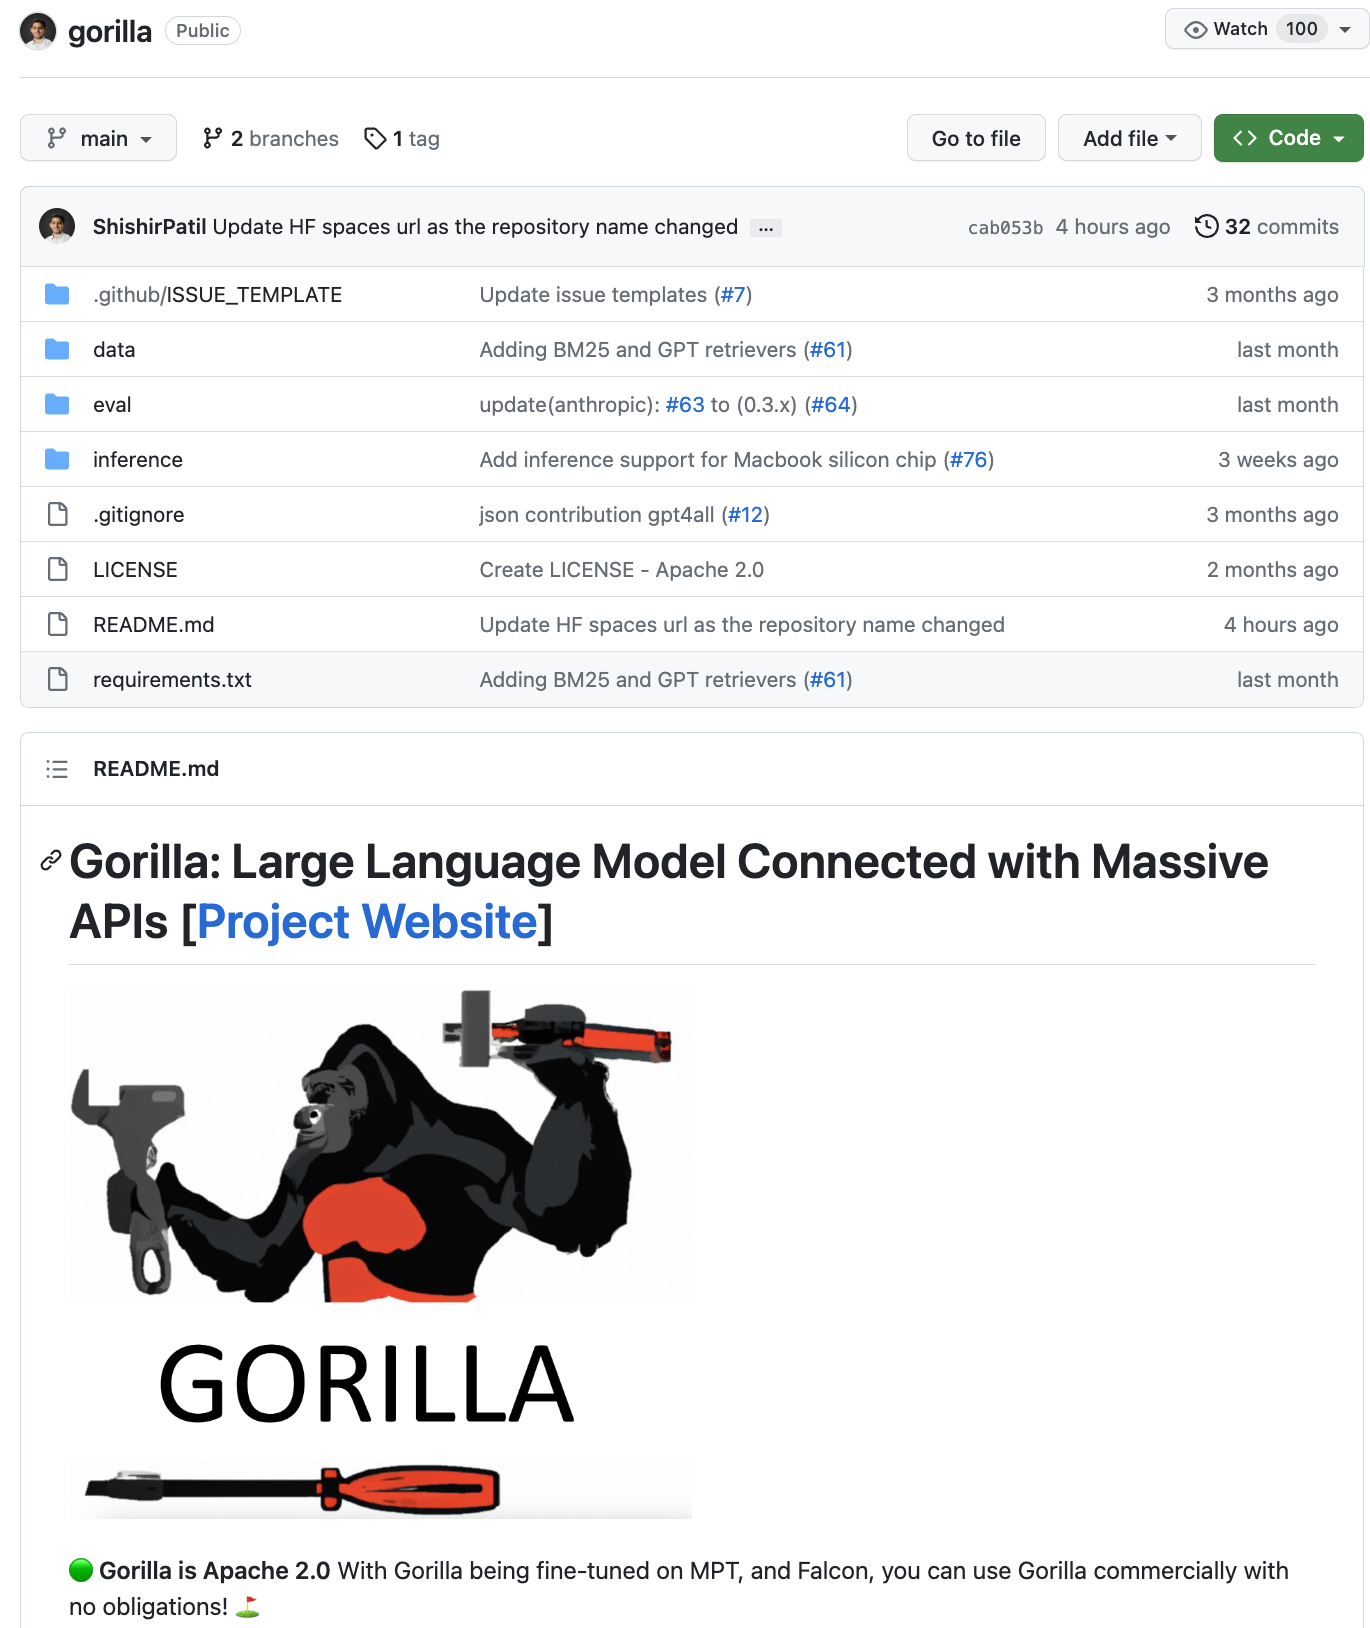 gorilla Public Watch 100
main 2 branches 1 tag Go to file Add file Code
ShishirPatil Update HF spaces url as the repository name changed ... cab053b 4 hours ago 32 commits
.github/ISSUE_TEMPLATE Update issue templates (#7) 3 months ago
data Adding BM25 and GPT retrievers (#61) last month
eval update(anthropic): #63 to (0.3.x) (#64) last month
inference Add inference support for Macbook silicon chip (#76) 3 weeks ago
.gitignore json contribution gpt4all (#12) 3 months ago
LICENSE Create LICENSE - Apache 2.0 2 months ago
README.md Update HF spaces url as the repository name changed 4 hours ago
requirements.txt Adding BM25 and GPT retrievers (#61) last month
README.md
Gorilla: Large Language Model Connected with Massive
APIs [Project Website]
GORILLA
Gorilla is Apache 2.0 With Gorilla being fine-tuned on MPT, and Falcon, you can use Gorilla commercially with
no obligations!